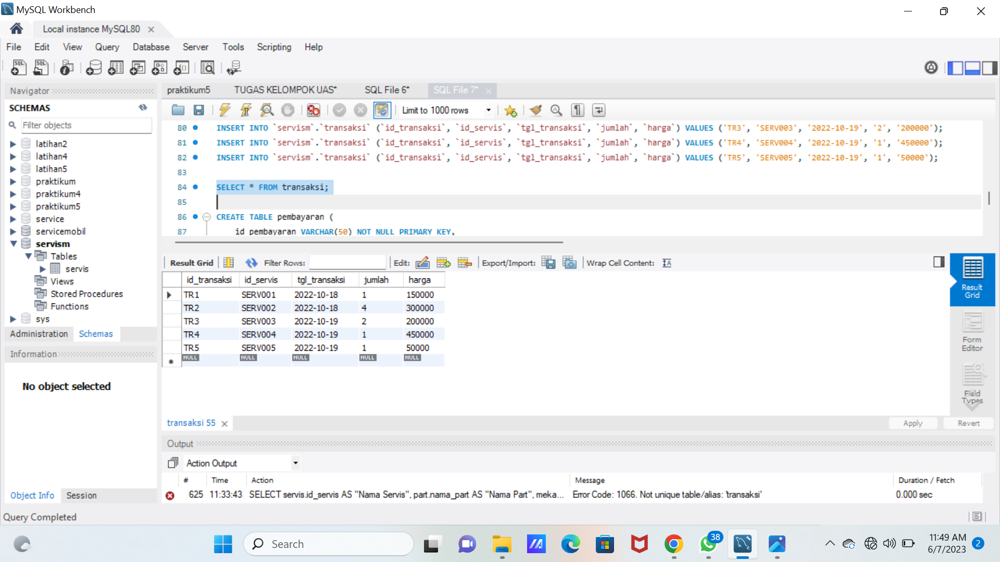 MySQL Workbench
Local instance MySQL80
File Edit View Query Database Server Tools Scripting Help
Navigator
SCHEMAS
Filter objects
latihan2
latihan4
latihan5
praktikum
praktikum4
praktikum5
service
servicemobil
servism
Tables
servis
Views
Stored Procedures
Functions
sys
Administration Schemas
Information
No object selected
Object Info Session
praktikum5 TUGAS KELOMPOK UAS* SQL File 6* SQL File 7*
Limit to 1000 rows
80 INSERT INTO `servism`.`transaksi` (`id_transaksi`, `id_servis`, `tgl_transaksi`, `jumlah`, `harga`) VALUES ('TR3', 'SERV003', '2022-10-19', '2', '200000');
81 INSERT INTO `servism`.`transaksi` (`id_transaksi`, `id_servis`, `tgl_transaksi`, `jumlah`, `harga`) VALUES ('TR4', 'SERV004', '2022-10-19', '1', '450000');
82 INSERT INTO `servism`.`transaksi` (`id_transaksi`, `id_servis`, `tgl_transaksi`, `jumlah`, `harga`) VALUES ('TR5', 'SERV005', '2022-10-19', '1', '50000');
83
84 SELECT * FROM transaksi;
85
86 CREATE TABLE pembayaran (
87 id_pembayaran VARCHAR(50) NOT NULL PRIMARY KEY,
Result Grid Filter Rows: Edit: Export/Import: Wrap Cell Content:
id_transaksi id_servis tgl_transaksi jumlah harga
TR1 SERV001 2022-10-18 1 150000
TR2 SERV002 2022-10-18 4 300000
TR3 SERV003 2022-10-19 2 200000
TR4 SERV004 2022-10-19 1 450000
TR5 SERV005 2022-10-19 1 50000
NULL NULL NULL NULL NULL
Result
Grid
Form
Editor
Field
Types
transaksi 55
Apply Revert
Output
Action Output
# Time Action Message Duration / Fetch
625 11:33:43 SELECT servis.id_servis AS "Nama Servis", part.nama_part AS "Nama Part", meka... Error Code: 1066. Not unique table/alias: 'transaksi' 0.000 sec
Query Completed
Search
38
11:49 AM
6/7/2023
2